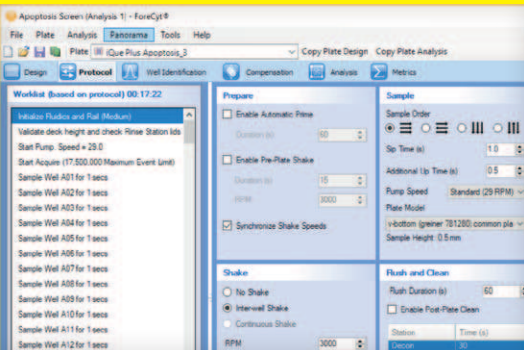 Apoptosis Screen (Analysis 1) - ForeCyt®
File Plate Analysis Panorama Tools Help
Plate iQue Plus Apoptosis_3 Copy Plate Design Copy Plate Analysis
Design Protocol Well Identification Compensation Analysis Metrics
Worklist (based on protocol) 00:17:22
Initialize Fluidics and Rail (Medium)
Validate deck height and check Rinse Station lids
Start Pump. Speed = 29.0
Start Acquire (17,500,000 Maximum Event Limit)
Sample Well A01 for 1 secs
Sample Well A02 for 1 secs
Sample Well A03 for 1 secs
Sample Well A04 for 1 secs
Sample Well A05 for 1 secs
Sample Well A06 for 1 secs
Sample Well A07 for 1 secs
Sample Well A08 for 1 secs
Sample Well A09 for 1 secs
Sample Well A10 for 1 secs
Sample Well A11 for 1 secs
Sample Well A12 for 1 secs
Prepare
Enable Automatic Prime
Duration (s) 60
Enable Pre-Plate Shake
Duration (s) 15
RPM 3000
Synchronize Shake Speeds
Shake
No Shake
Inter-well Shake
Continuous Shake
RPM 3000
Sample
Sample Order
Sip Time (s) 1.0
Additional Up Time (s) 0.5
Pump Speed Standard (29 RPM)
Plate Model
v-bottom (greiner 781280) common pla
Sample Height 0.5 mm
Flush and Clean
Flush Duration (s) 60
Enable Post-Plate Clean
Station Time (s)
Decon 30